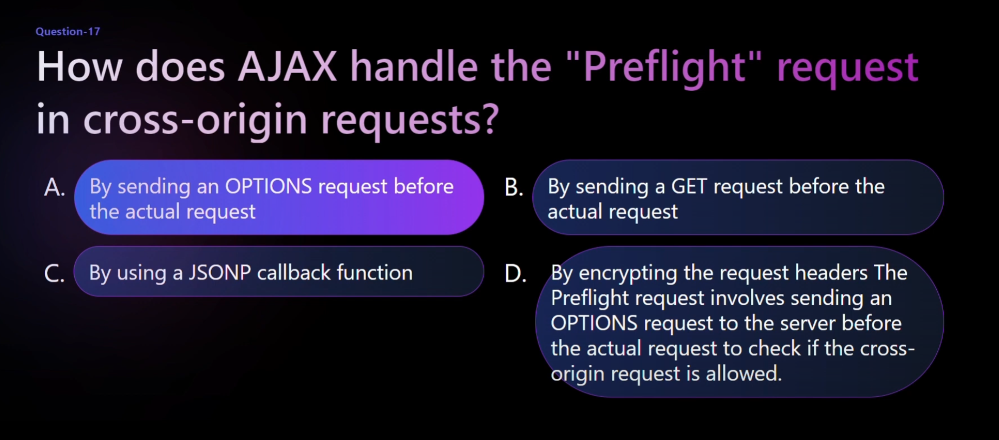 Question-17
How does AJAX handle the "Preflight" request
in cross-origin requests?
A. By sending an OPTIONS request before
the actual request
B. By sending a GET request before the
actual request
C. By using a JSONP callback function
D. By encrypting the request headers The
Preflight request involves sending an
OPTIONS request to the server before
the actual request to check if the cross-
origin request is allowed.